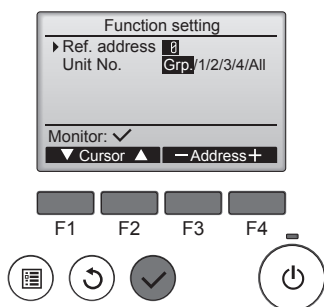 Function setting
Ref. address 0
Unit No. Grp./1/2/3/4/All
Monitor: ✓
▼ Cursor ▲ −Address+
F1 F2 F3 F4